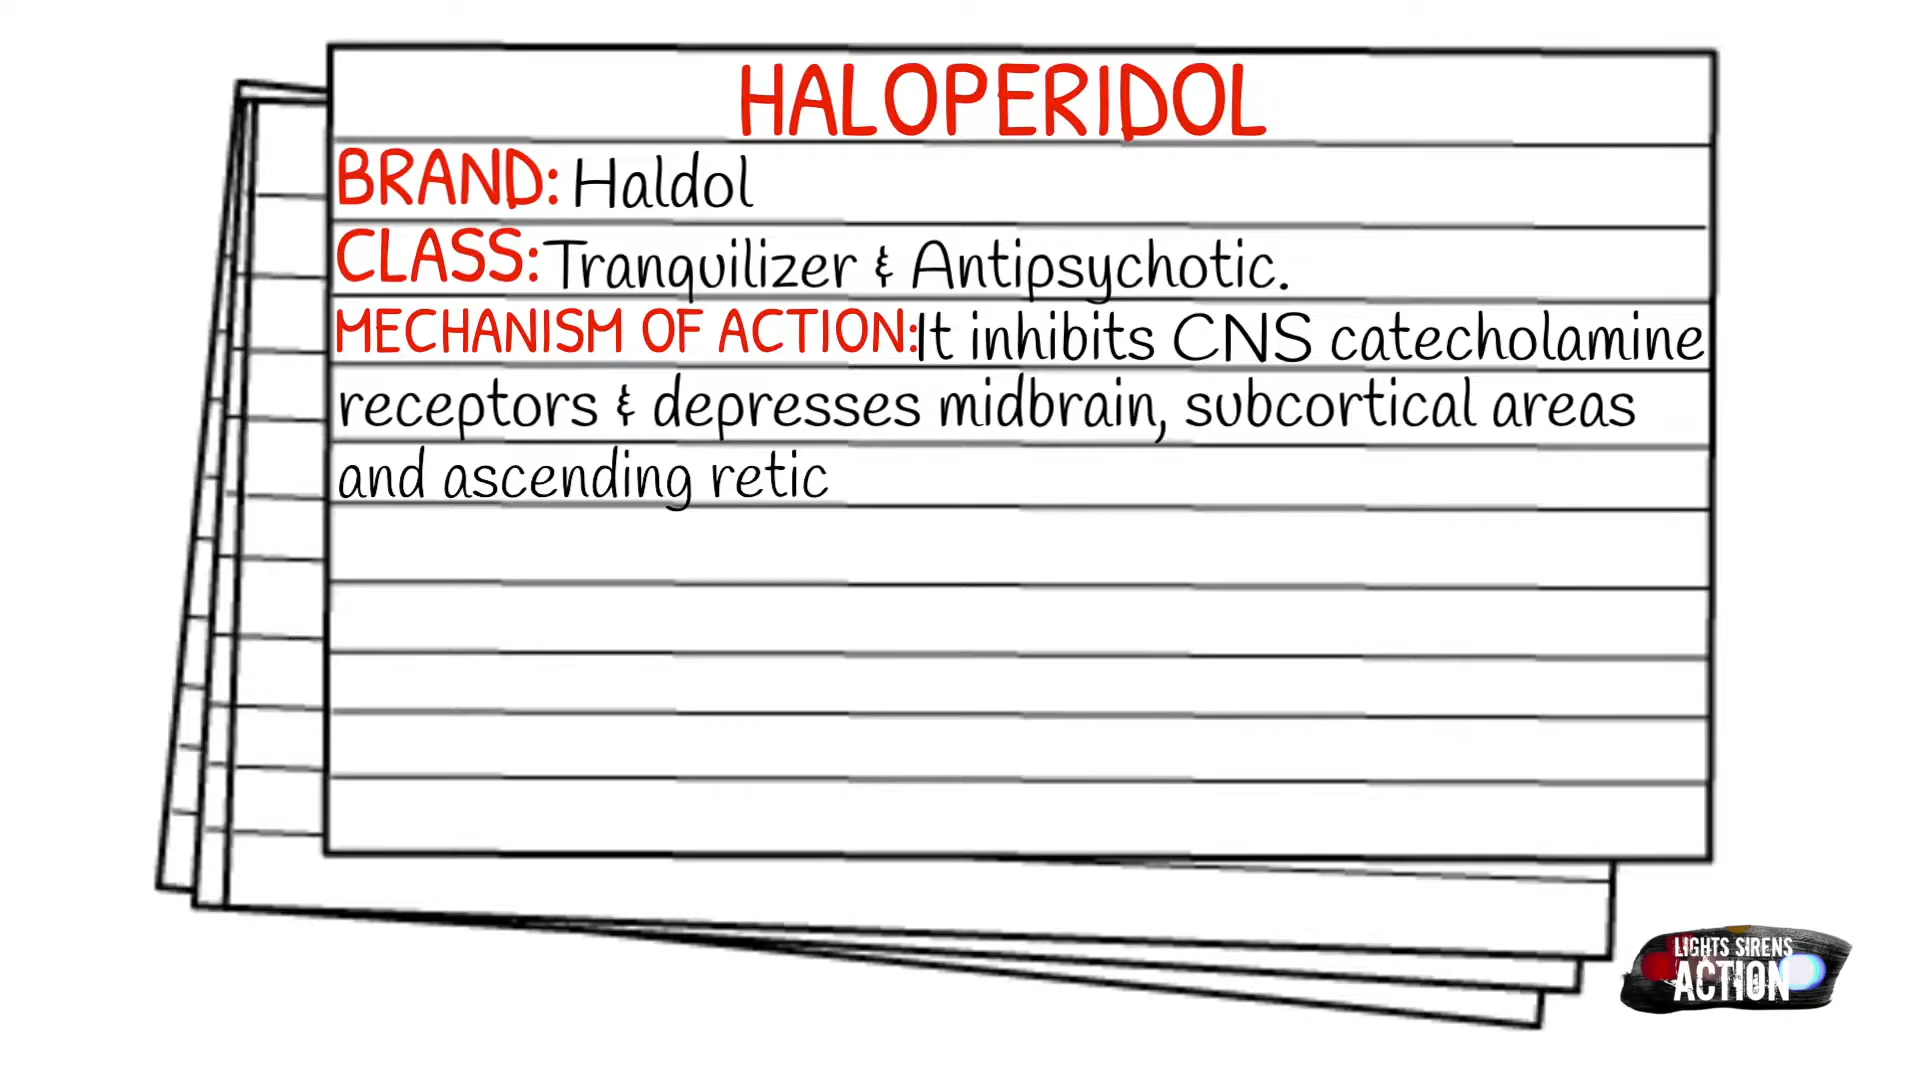 HALOPERIDOL
BRAND: Haldol
CLASS: Tranquilizer & Antipsychotic.
MECHANISM OF ACTION: It inhibits CNS catecholamine
receptors & depresses midbrain, subcortical areas
and ascending retic
LIGHTS SIRENS
ACTION